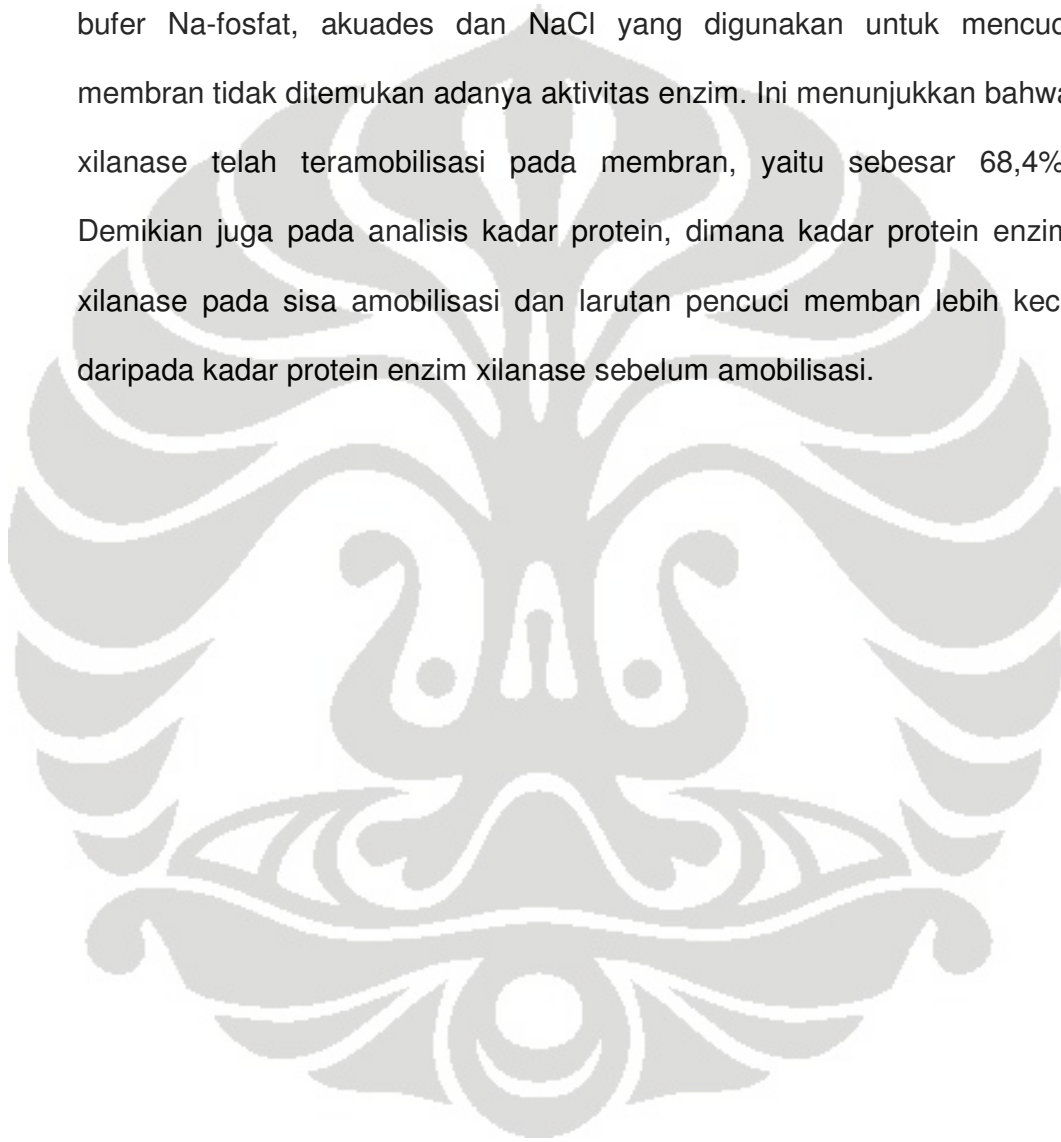 bufer Na-fosfat, akuades dan NaCl yang digunakan untuk mencuc
membran tidak ditemukan adanya aktivitas enzim. Ini menunjukkan bahwa
xilanase telah teramobilisasi pada membran, yaitu sebesar 68,4%
Demikian juga pada analisis kadar protein, dimana kadar protein enzim
xilanase pada sisa amobilisasi dan larutan pencuci memban lebih kec
daripada kadar protein enzim xilanase sebelum amobilisasi.